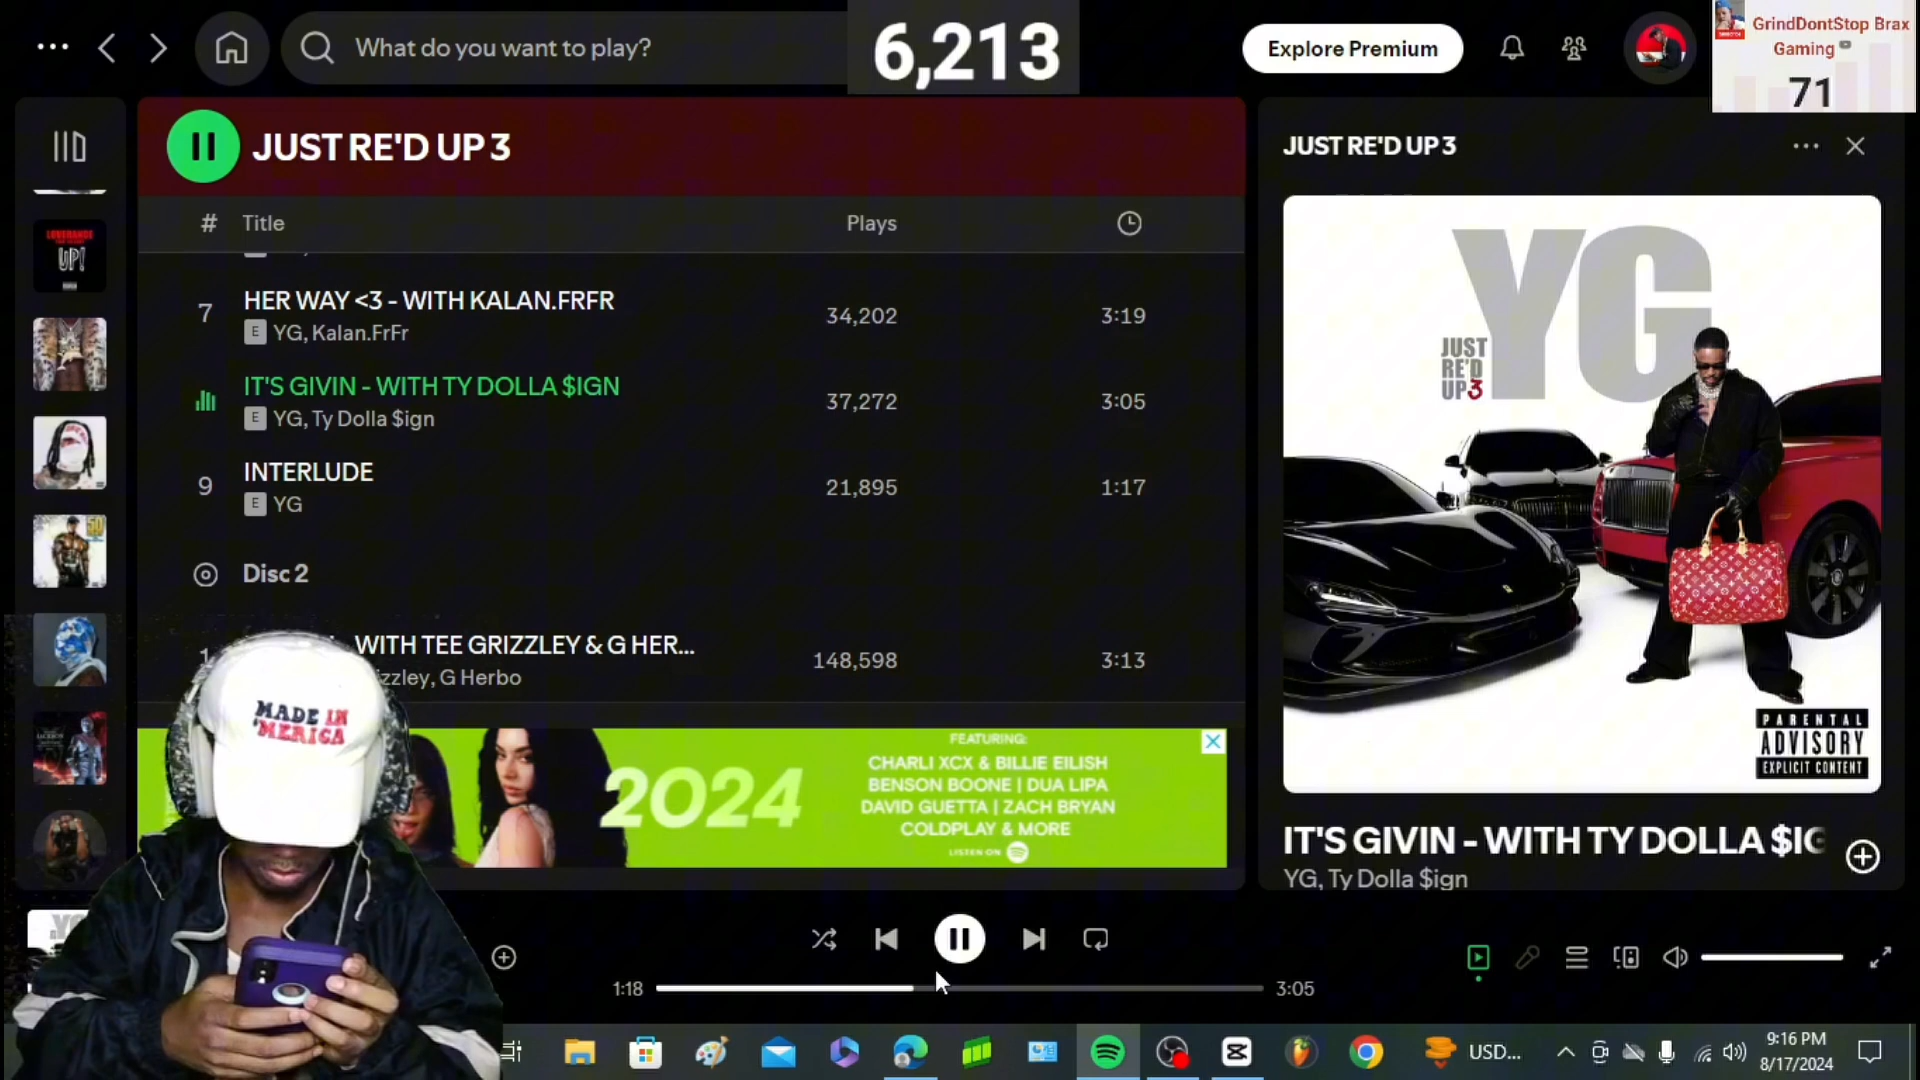 What do you want to play?
6,213
Explore Premium
GrindDontStop Brax
Gaming
71
JUST RE'D UP 3
# Title Plays
7 HER WAY <3 - WITH KALAN.FRFR 34,202 3:19
E YG, Kalan.FrFr
IT'S GIVIN - WITH TY DOLLA $IGN 37,272 3:05
E YG, Ty Dolla $ign
9 INTERLUDE 21,895 1:17
E YG
Disc 2
WITH TEE GRIZZLEY & G HER... 148,598 3:13
zzley, G Herbo
MADE IN
'MERICA
2024
FEATURING:
CHARLI XCX & BILLIE EILISH
BENSON BOONE | DUA LIPA
DAVID GUETTA | ZACH BRYAN
COLDPLAY & MORE
LISTEN ON
JUST RE'D UP 3
YG
JUST
RE'D
UP3
PARENTAL
ADVISORY
EXPLICIT CONTENT
IT'S GIVIN - WITH TY DOLLA $IG
YG, Ty Dolla $ign
1:18 3:05
USD...
9:16 PM
8/17/2024